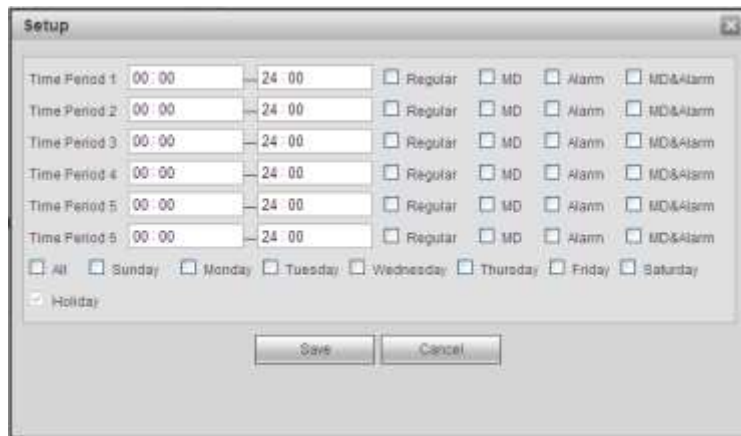 Setup
Time Period 1 00:00 — 24:00 Regular MD Alarm MD&Alarm
Time Period 2 00:00 — 24:00 Regular MD Alarm MD&Alarm
Time Period 3 00:00 — 24:00 Regular MD Alarm MD&Alarm
Time Period 4 00:00 — 24:00 Regular MD Alarm MD&Alarm
Time Period 5 00:00 — 24:00 Regular MD Alarm MD&Alarm
Time Period 6 00:00 — 24:00 Regular MD Alarm MD&Alarm
All Sunday Monday Tuesday Wednesday Thursday Friday Saturday
Holiday
Save Cancel